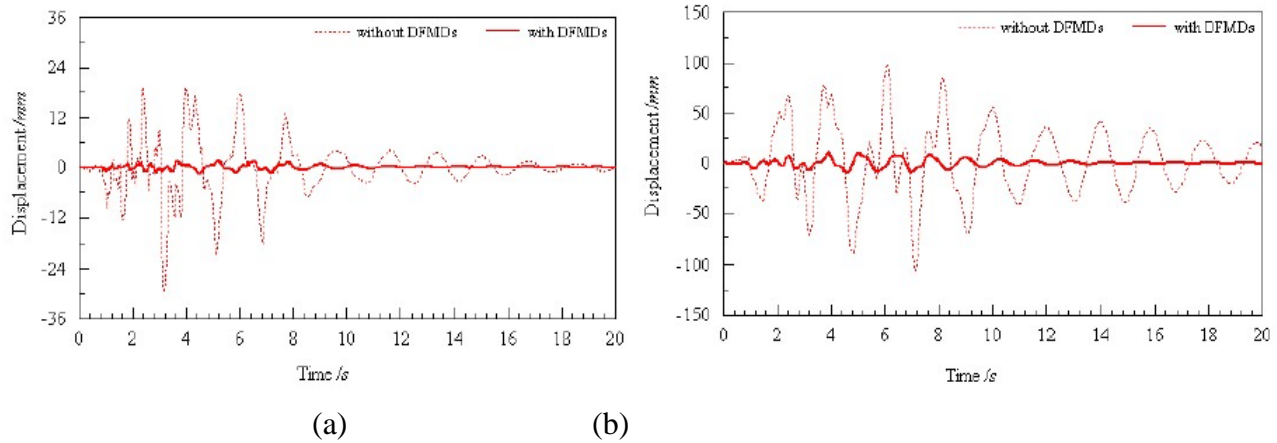 36
24
12
0
-12
-24
-36
Displacement /mm
without DFMDs
with DFMDs
0 2 4 6 8 10 12 14 16 18 20
Time /s
(a)
150
100
50
0
-50
-100
-150
Displacement /mm
without DFMDs
with DFMDs
0 2 4 6 8 10 12 14 16 18 20
Time /s
(b)